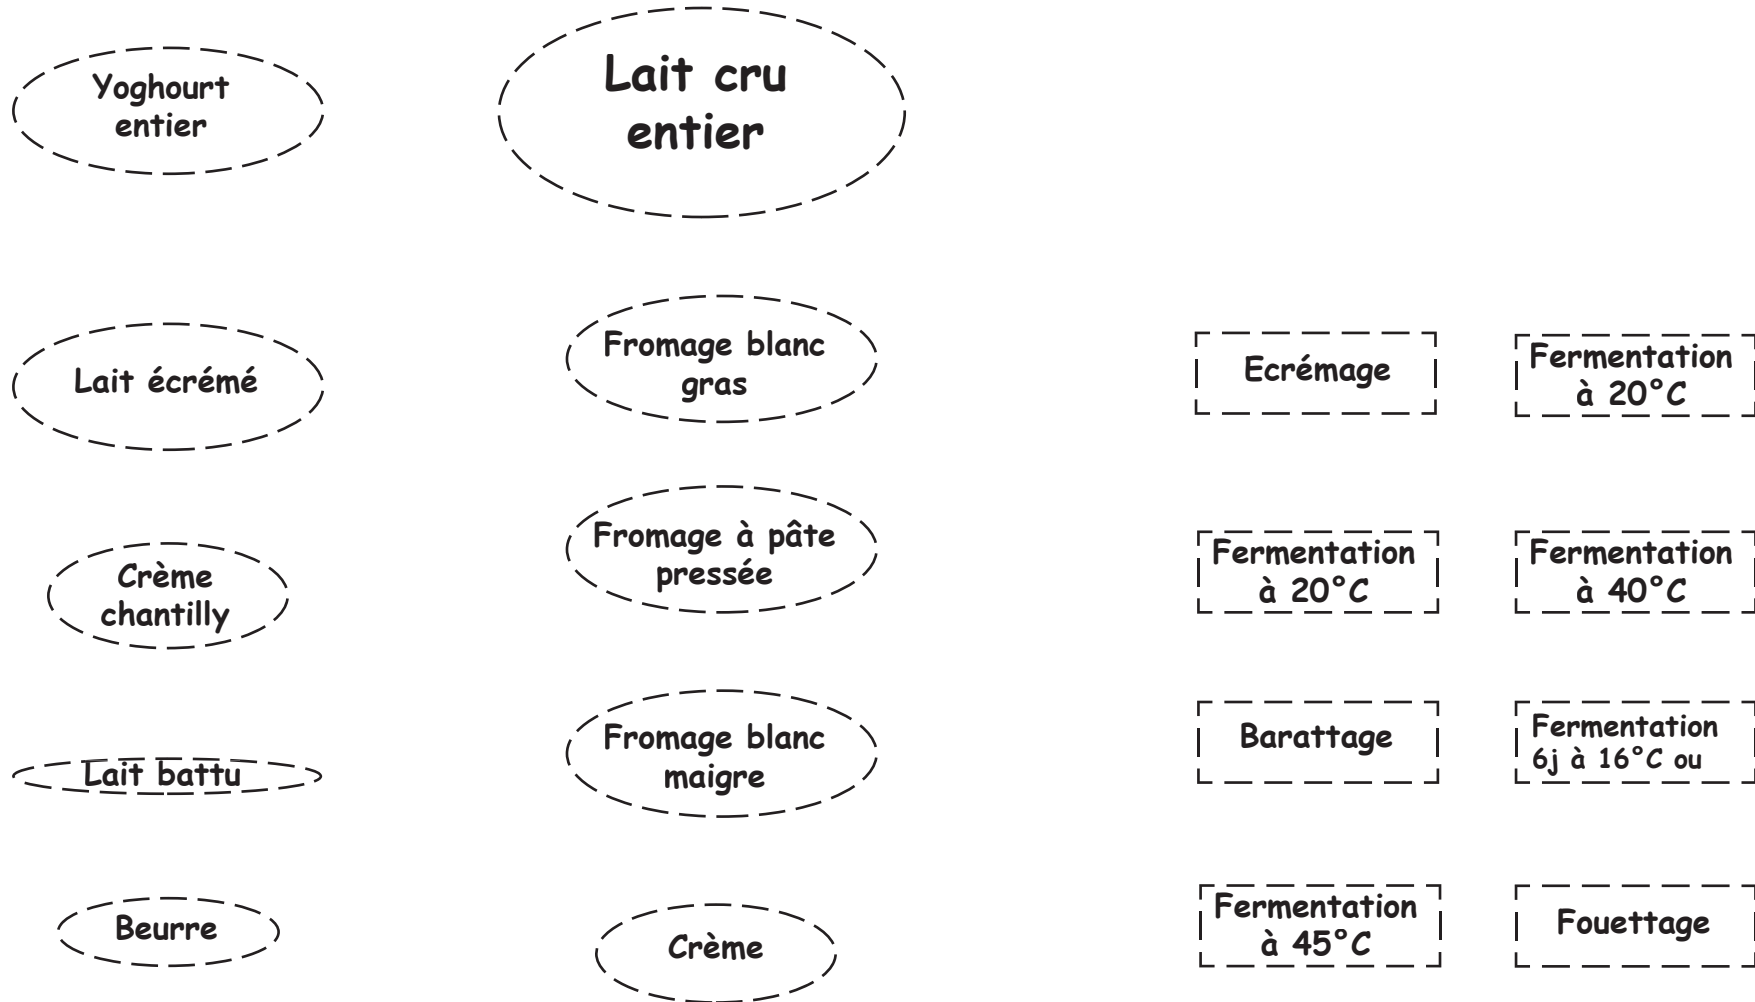 Yoghourt
entier
Lait cru
entier
Lait écrémé
Fromage blanc
gras
Ecrémage
Fermentation
à 20°C
Crème
chantilly
Fromage à pâte
pressée
Fermentation
à 20°C
Fermentation
à 40°C
Lait battu
Fromage blanc
maigre
Barattage
Fermentation
6j à 16°C ou
Beurre
Crème
Fermentation
à 45°C
Fouettage